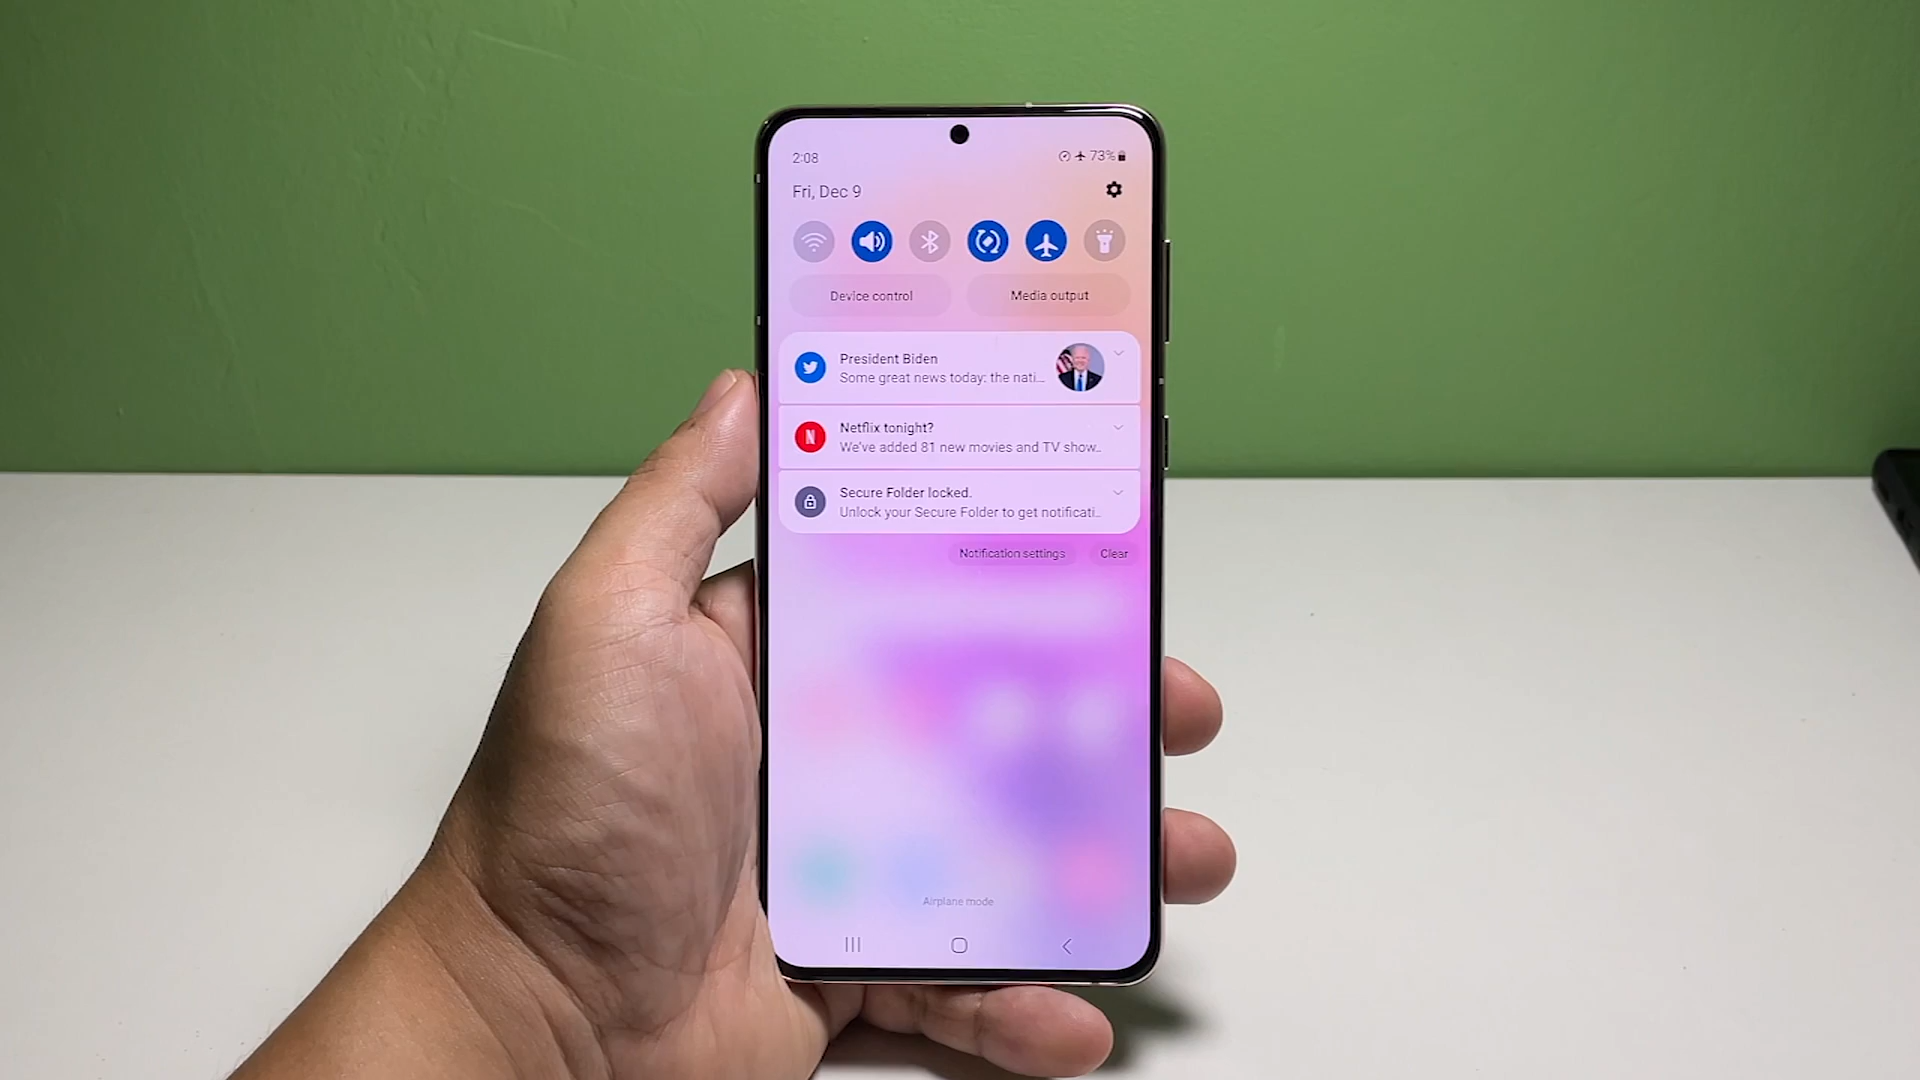 2:08
73%
Fri, Dec 9
Device control
Media output
President Biden
Some great news today: the nati...
N
Netflix tonight?
We've added 81 new movies and TV show..
Secure Folder locked.
Unlock your Secure Folder to get notificati..
Notification settings
Clear
Airplane mode